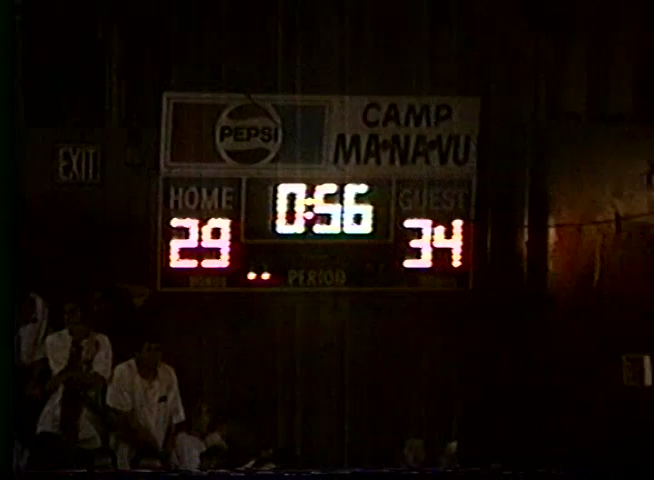 PEPSI
CAMP
MA•NA•VU
EXIT
HOME
0:56
GUEST
29
34
PERIOD